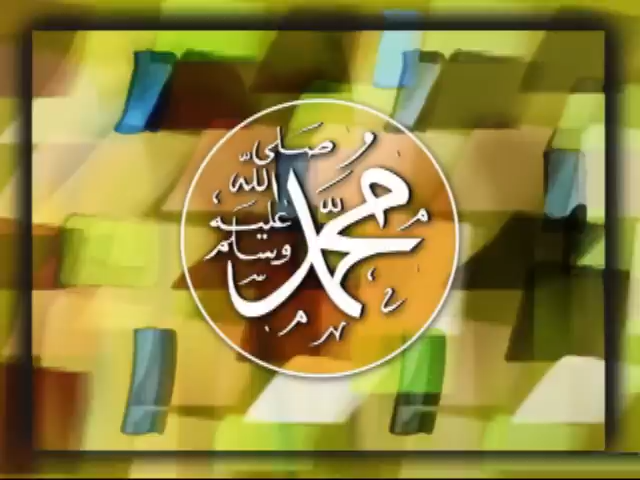 محمد
صلى
الله
عليه
وسلم